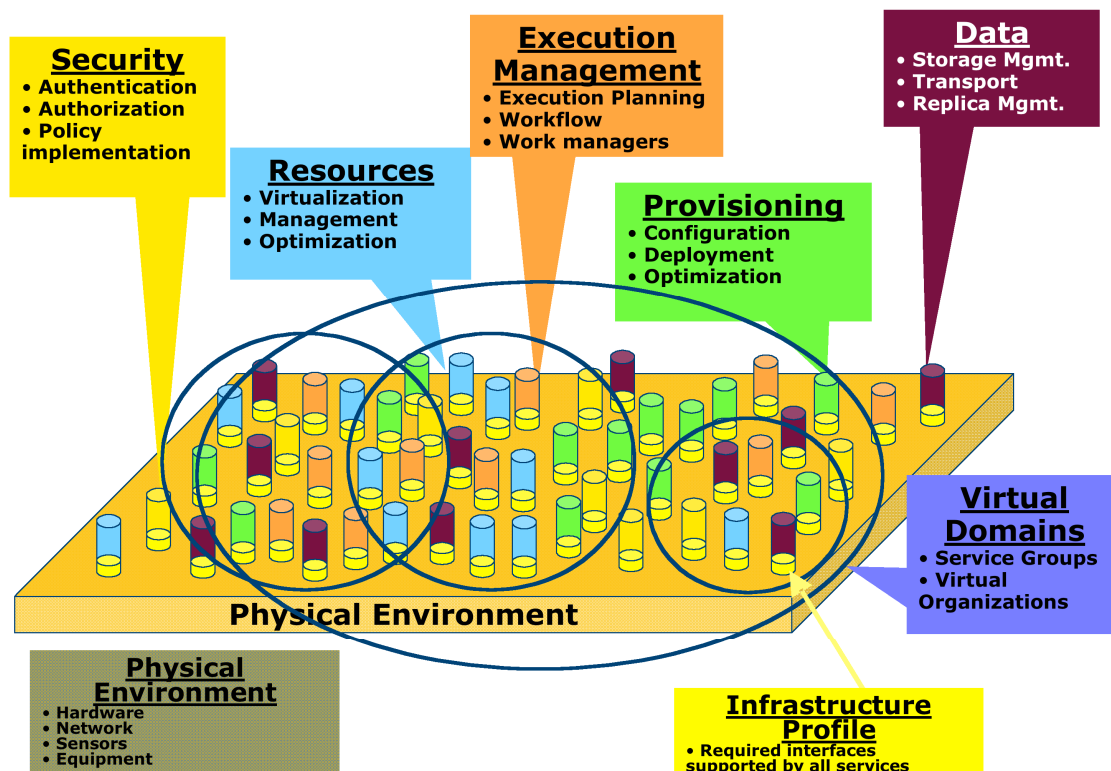 Security
• Authentication
• Authorization
• Policy
implementation
Execution
Management
• Execution Planning
• Workflow
• Work managers
Data
• Storage Mgmt.
• Transport
• Replica Mgmt.
Resources
• Virtualization
• Management
• Optimization
Provisioning
• Configuration
• Deployment
• Optimization
Virtual
Domains
• Service Groups
• Virtual
Organizations
Physical Environment
Physical
Environment
• Hardware
• Network
• Sensors
• Equipment
Infrastructure
Profile
• Required interfaces
supported by all services